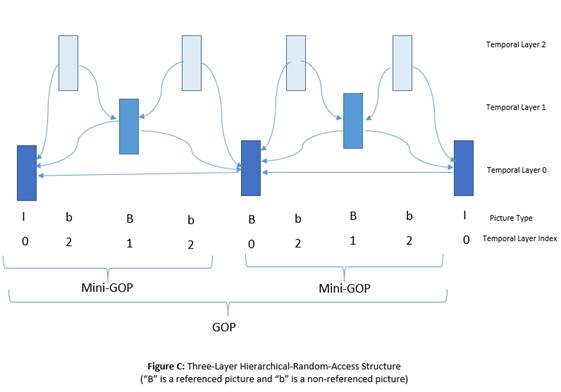 Temporal Layer 2
Temporal Layer 1
Temporal Layer 0
I b B b B b B b I Picture Type
0 2 1 2 0 2 1 2 0 Temporal Layer Index
Mini-GOP Mini-GOP
GOP
Figure C: Three-Layer Hierarchical-Random-Access Structure
("B" is a referenced picture and "b" is a non-referenced picture)